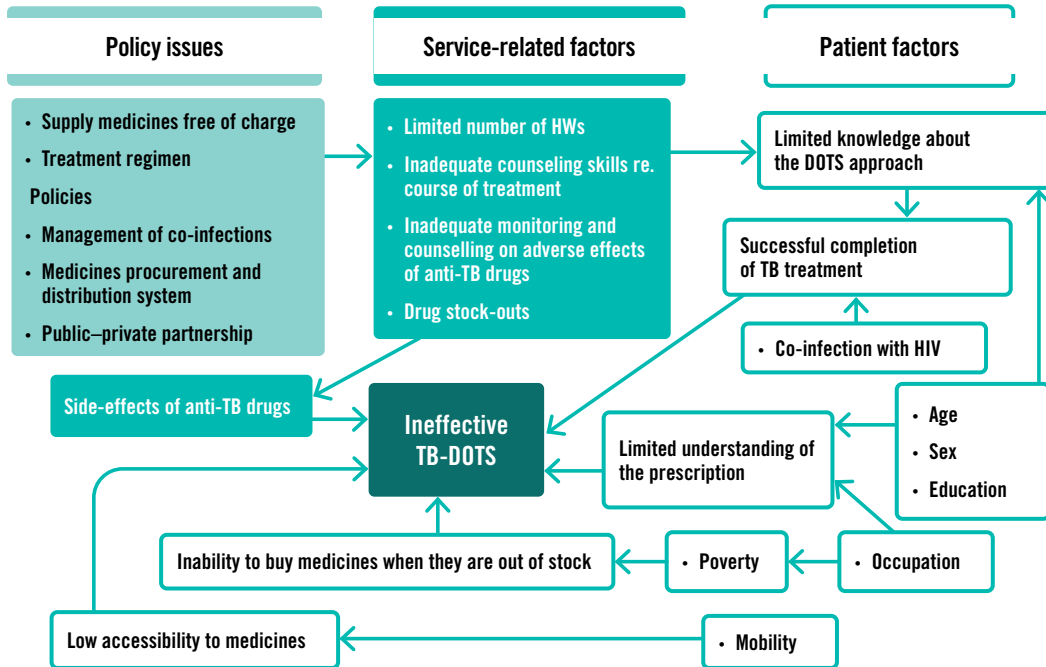 Policy issues
Service-related factors
Patient factors
• Supply medicines free of charge
• Treatment regimen
Policies
• Management of co-infections
• Medicines procurement and
distribution system
• Public–private partnership
• Limited number of HWs
• Inadequate counseling skills re.
course of treatment
• Inadequate monitoring and
counselling on adverse effects
of anti-TB drugs
• Drug stock-outs
Limited knowledge about
the DOTS approach
Successful completion
of TB treatment
• Co-infection with HIV
Side-effects of anti-TB drugs
Ineffective
TB-DOTS
Limited understanding of
the prescription
• Age
• Sex
• Education
Inability to buy medicines when they are out of stock
• Poverty
• Occupation
Low accessibility to medicines
• Mobility